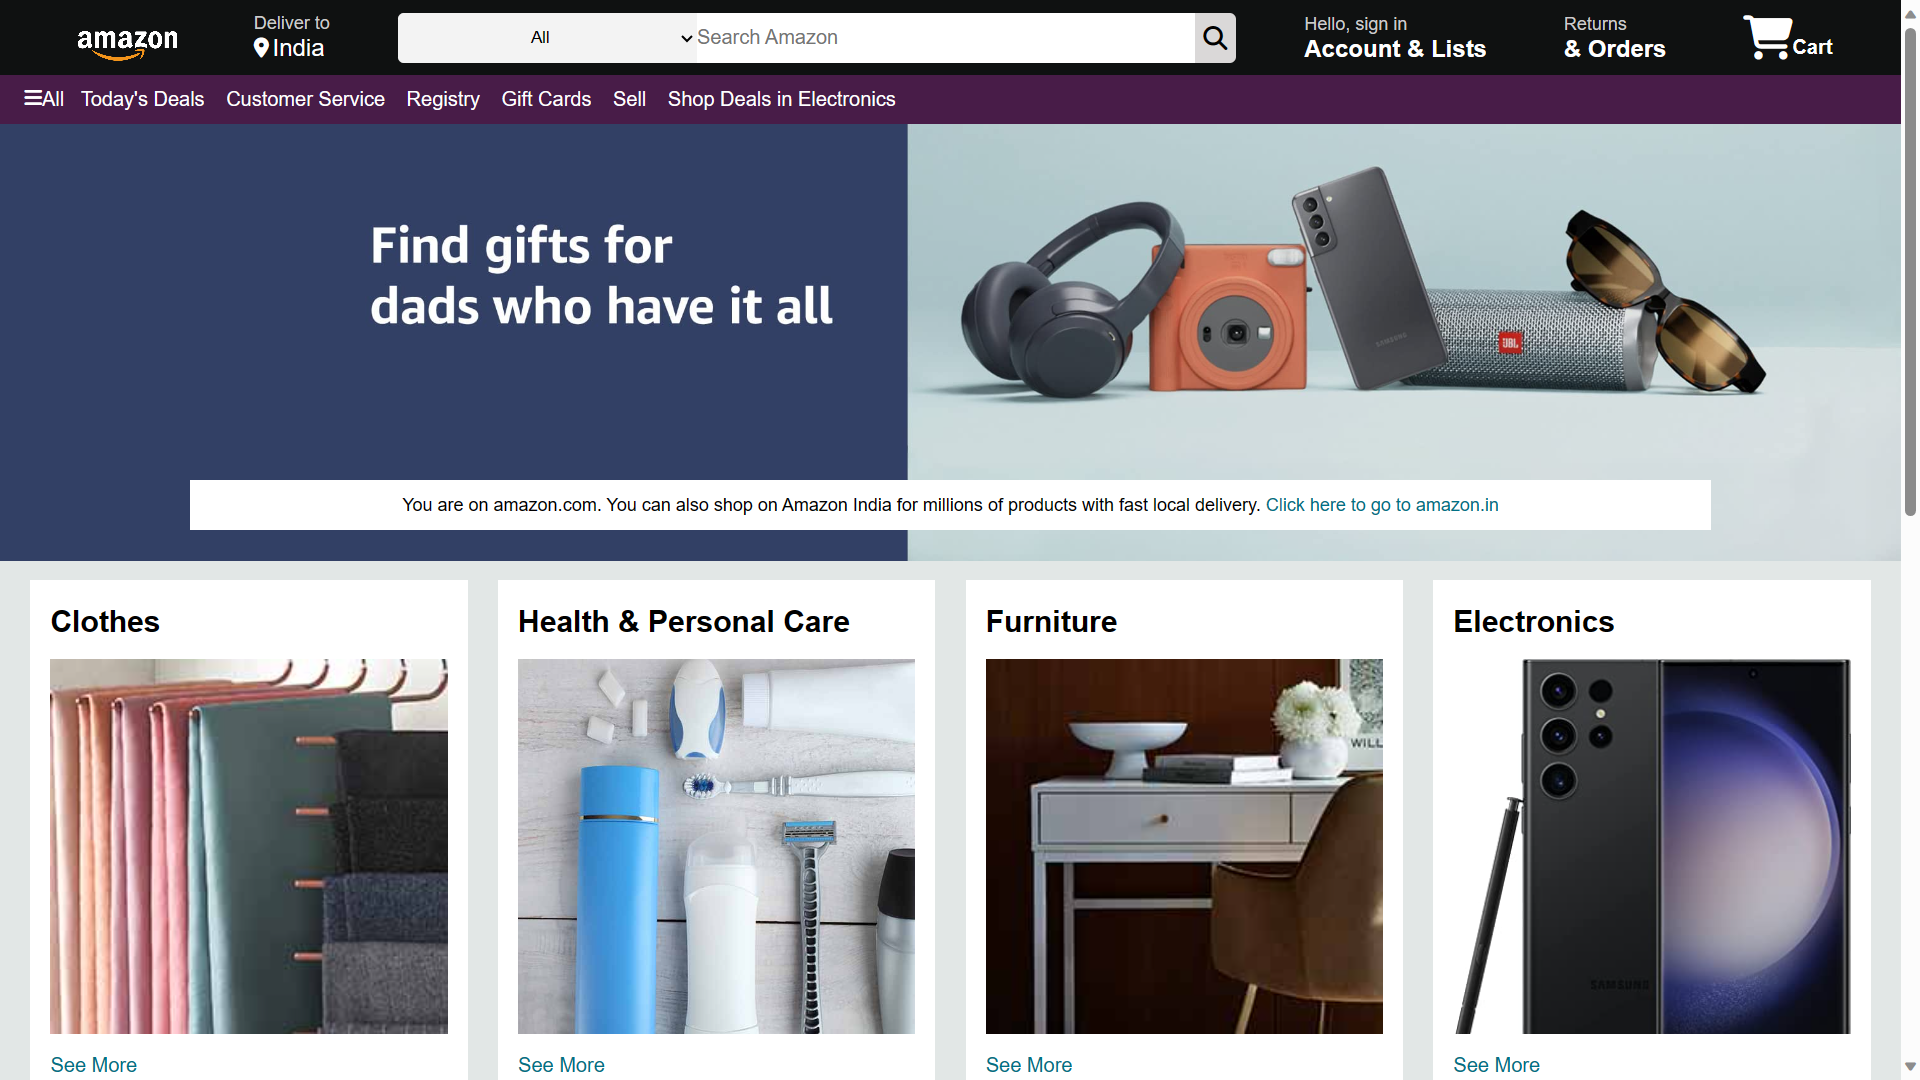 amazon
Deliver to
India
All
Search Amazon
Hello, sign in
Account & Lists
Returns
& Orders
Cart
All Today's Deals Customer Service Registry Gift Cards Sell Shop Deals in Electronics
Find gifts for
dads who have it all
SAMSUNG
JBL
You are on amazon.com. You can also shop on Amazon India for millions of products with fast local delivery. Click here to go to amazon.in
Clothes
Health & Personal Care
Furniture
Electronics
WILL
SAMSUNG
See More
See More
See More
See More